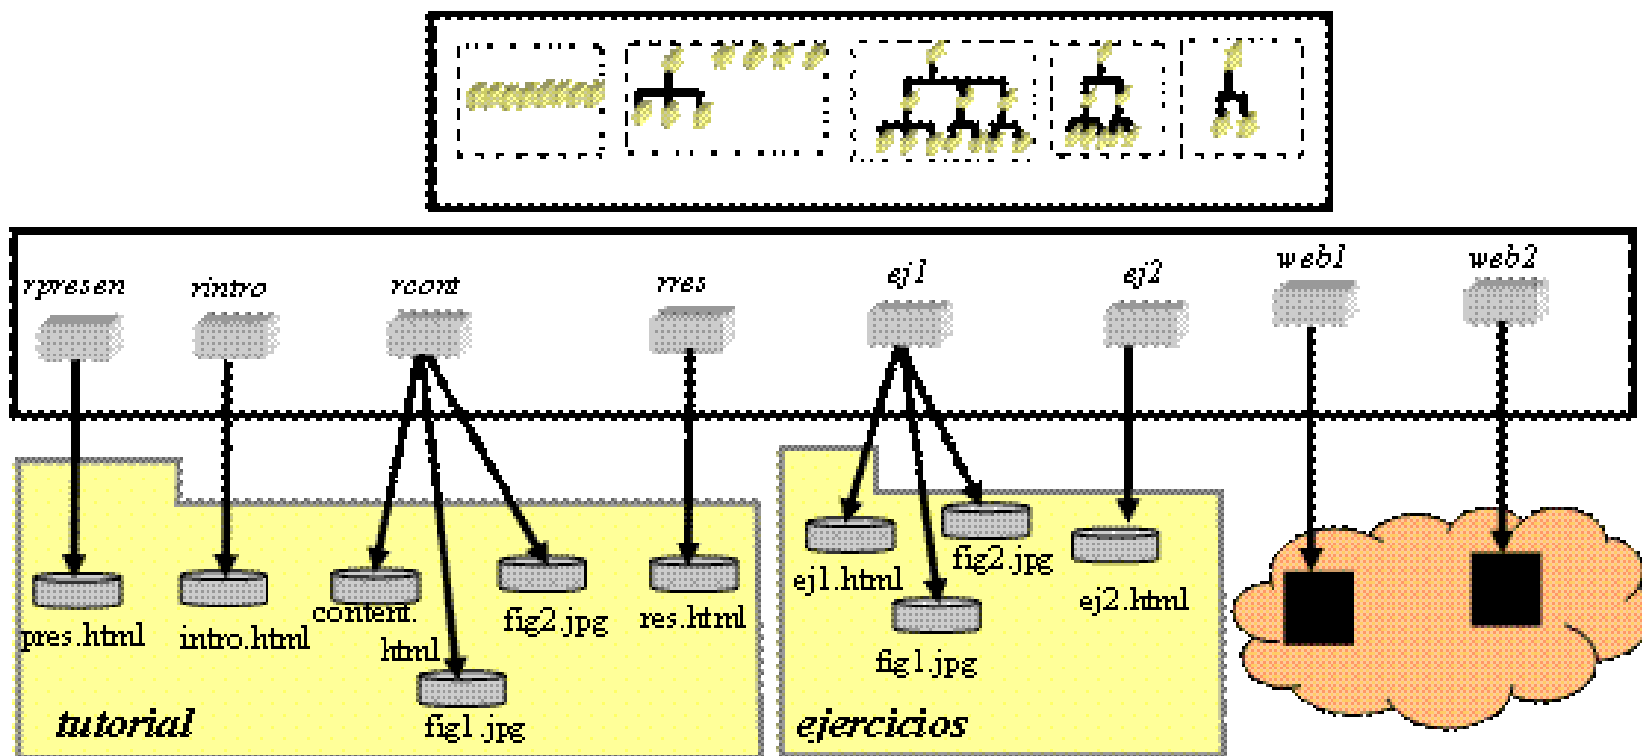 rpresen
rintro
rcont
rres
ej1
ej2
web1
web2
pres.html
intro.html
content.
html
fig1.jpg
fig2.jpg
res.html
tutorial
ej1.html
fig1.jpg
fig2.jpg
ej2.html
ejercicios